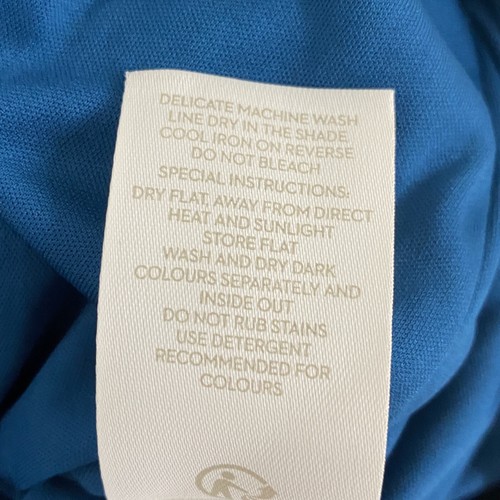 DELICATE MACHINE WASH
LINE DRY IN THE SHADE
COOL IRON ON REVERSE
DO NOT BLEACH
SPECIAL INSTRUCTIONS:
DRY FLAT, AWAY FROM DIRECT
HEAT AND SUNLIGHT
STORE FLAT
WASH AND DRY DARK
COLOURS SEPARATELY AND
INSIDE OUT
DO NOT RUB STAINS
USE DETERGENT
RECOMMENDED FOR
COLOURS